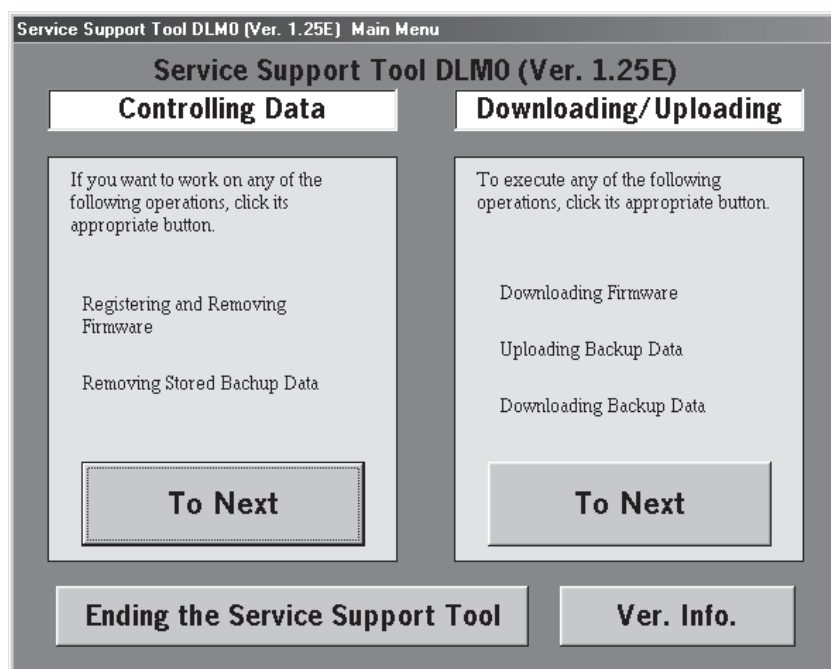 Service Support Tool DLM0 (Ver. 1.25E) Main Menu
Service Support Tool DLM0 (Ver. 1.25E)
Controlling Data
If you want to work on any of the
following operations, click its
appropriate button.
Registering and Removing
Firmware
Removing Stored Bachup Data
To Next
Downloading/Uploading
To execute any of the following
operations, click its appropriate button.
Downloading Firmware
Uploading Backup Data
Downloading Backup Data
To Next
Ending the Service Support Tool
Ver. Info.